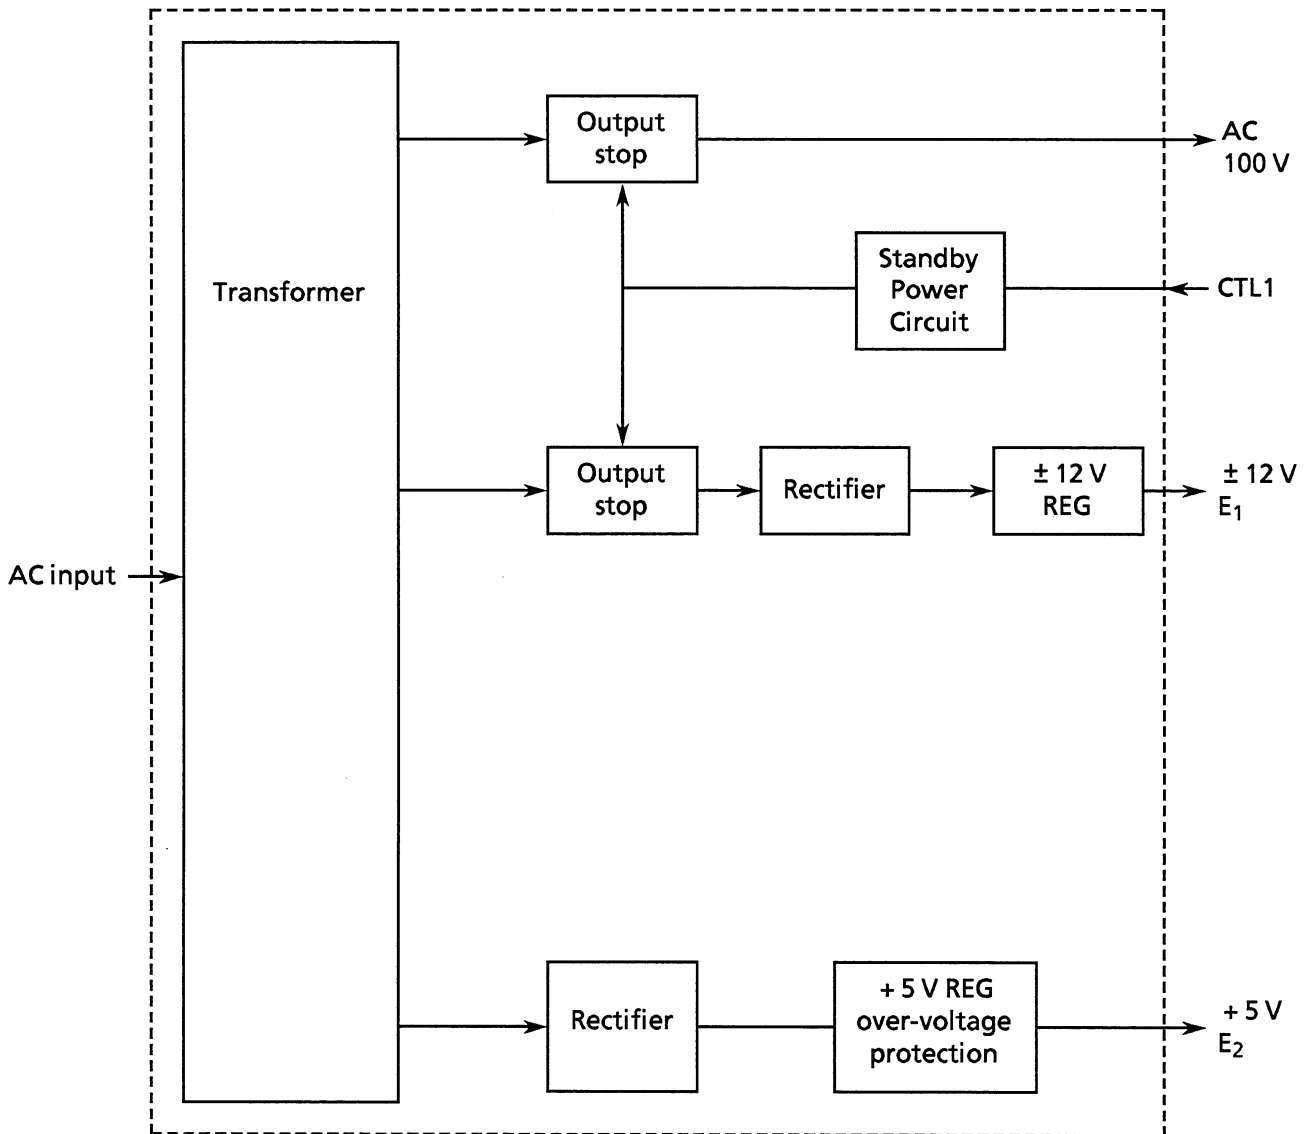 Output
stop
AC
100 V
Transformer
Standby
Power
Circuit
CTL1
Output
stop
Rectifier
± 12 V
REG
± 12 V
E1
AC input
Rectifier
+ 5 V REG
over-voltage
protection
+ 5 V
E2